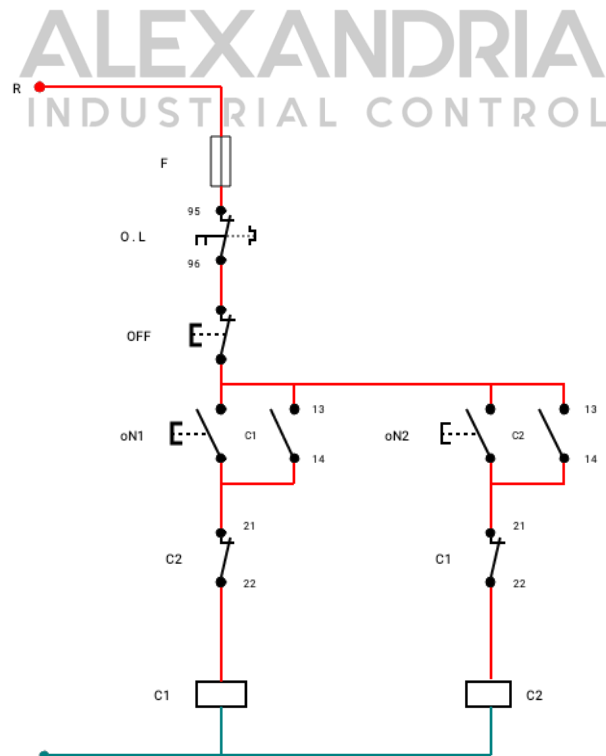 ALEXANDRIA
R
INDUSTRIAL CONTROL
F
95
O.L
96
OFF
13 13
oN1 C1 oN2 C2
14 14
21 21
C2 C1
22 22
C1 C2